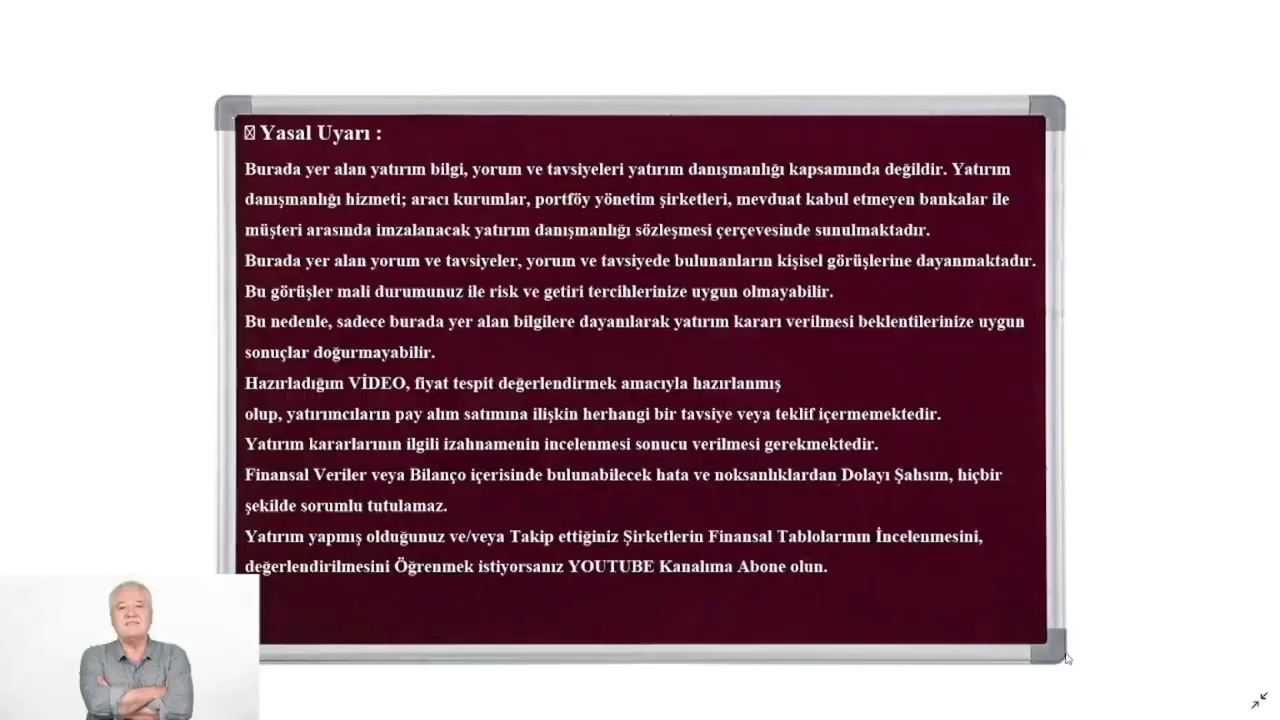 Yasal Uyarı :
Burada yer alan yatırım bilgi, yorum ve tavsiyeleri yatırım danışmanlığı kapsamında değildir. Yatırım
danışmanlığı hizmeti; aracı kurumlar, portföy yönetim şirketleri, mevduat kabul etmeyen bankalar ile
müşteri arasında imzalanacak yatırım danışmanlığı sözleşmesi çerçevesinde sunulmaktadır.
Burada yer alan yorum ve tavsiyeler, yorum ve tavsiyede bulunanların kişisel görüşlerine dayanmaktadır.
Bu görüşler mali durumunuz ile risk ve getiri tercihlerinize uygun olmayabilir.
Bu nedenle, sadece burada yer alan bilgilere dayanılarak yatırım kararı verilmesi beklentilerinize uygun
sonuçlar doğurmayabilir.
Hazırladığım VİDEO, fiyat tespit değerlendirmek amacıyla hazırlanmış
olup, yatırımcıların pay alım satımına ilişkin herhangi bir tavsiye veya teklif içermemektedir.
Yatırım kararlarının ilgili izahnamenin incelenmesi sonucu verilmesi gerekmektedir.
Finansal Veriler veya Bilanço içerisinde bulunabilecek hata ve noksanlıklardan Dolayı Şahsım, hiçbir
şekilde sorumlu tutulamaz.
Yatırım yapmış olduğunuz ve/veya Takip ettiğiniz Şirketlerin Finansal Tablolarının İncelenmesini,
değerlendirilmesini Öğrenmek istiyorsanız YOUTUBE Kanalıma Abone olun.